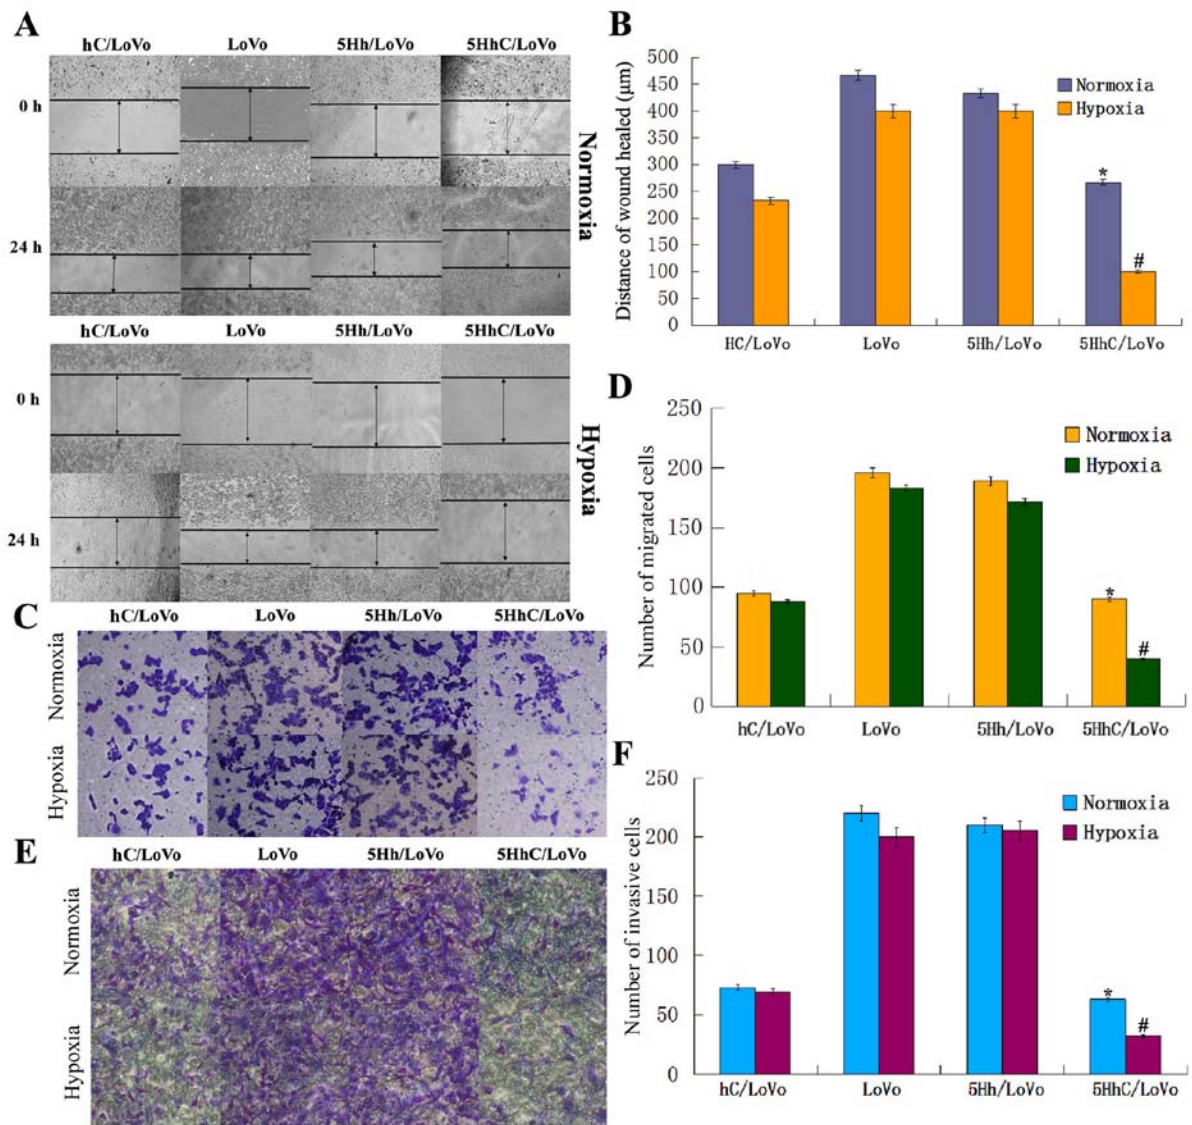 A
hC/LoVo LoVo 5Hh/LoVo 5HhC/LoVo
0 h
24 h
Normoxia
hC/LoVo LoVo 5Hh/LoVo 5HhC/LoVo
0 h
24 h
Hypoxia
B
Distance of wound healed (μm)
500
450
400
350
300
250
200
150
100
50
0
Normoxia
Hypoxia
*
#
HC/LoVo LoVo 5Hh/LoVo 5HhC/LoVo
C
hC/LoVo LoVo 5Hh/LoVo 5HhC/LoVo
Normoxia
Hypoxia
D
Number of migrated cells
250
200
150
100
50
0
Normoxia
Hypoxia
*
#
hC/LoVo LoVo 5Hh/LoVo 5HhC/LoVo
E
hC/LoVo LoVo 5Hh/LoVo 5HhC/LoVo
Normoxia
Hypoxia
F
Number of invasive cells
250
200
150
100
50
0
Normoxia
Hypoxia
*
#
hC/LoVo LoVo 5Hh/LoVo 5HhC/LoVo